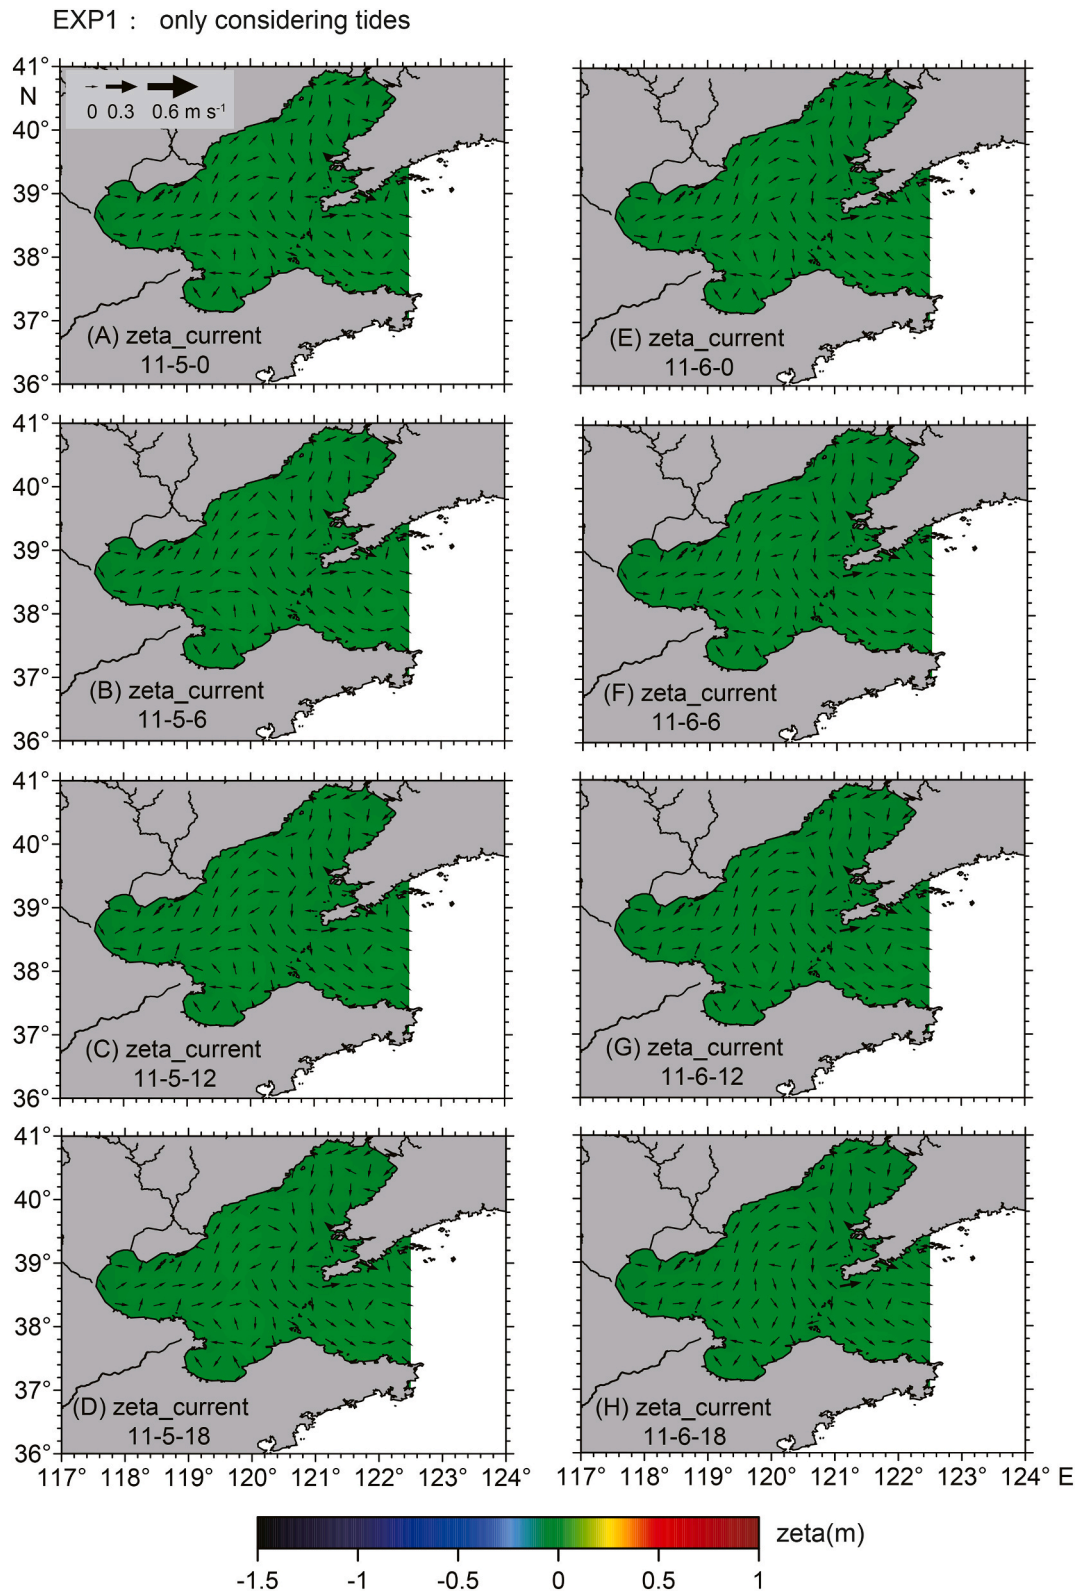 EXP1 : only considering tides
41°
N
40°
39°
38°
37°
36°
0 0.3 0.6 m s⁻¹
(A) zeta_current
11-5-0
(E) zeta_current
11-6-0
41°
40°
39°
38°
37°
36°
(B) zeta_current
11-5-6
(F) zeta_current
11-6-6
41°
40°
39°
38°
37°
36°
(C) zeta_current
11-5-12
(G) zeta_current
11-6-12
41°
40°
39°
38°
37°
36°
(D) zeta_current
11-5-18
(H) zeta_current
11-6-18
117° 118° 119° 120° 121° 122° 123° 124°
117° 118° 119° 120° 121° 122° 123° 124° E
zeta(m)
-1.5 -1 -0.5 0 0.5 1